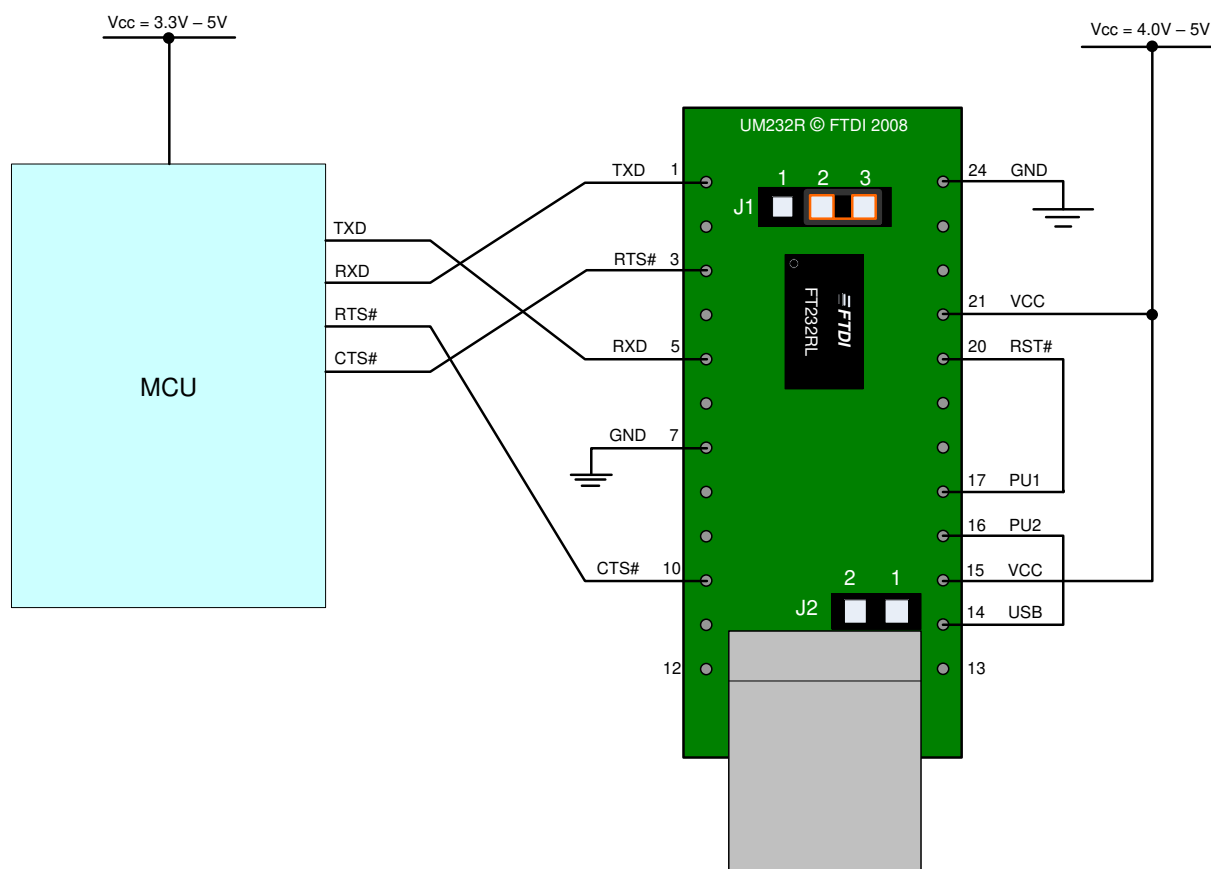 Vcc = 3.3V – 5V
Vcc = 4.0V – 5V
UM232R © FTDI 2008
TXD 1
24 GND
1 2 3
J1
TXD
RXD
RTS#
CTS#
RTS# 3
21 VCC
FTDI
FT232RL
RXD 5
20 RST#
MCU
GND 7
17 PU1
16 PU2
CTS# 10
15 VCC
2 1
J2
14 USB
12
13